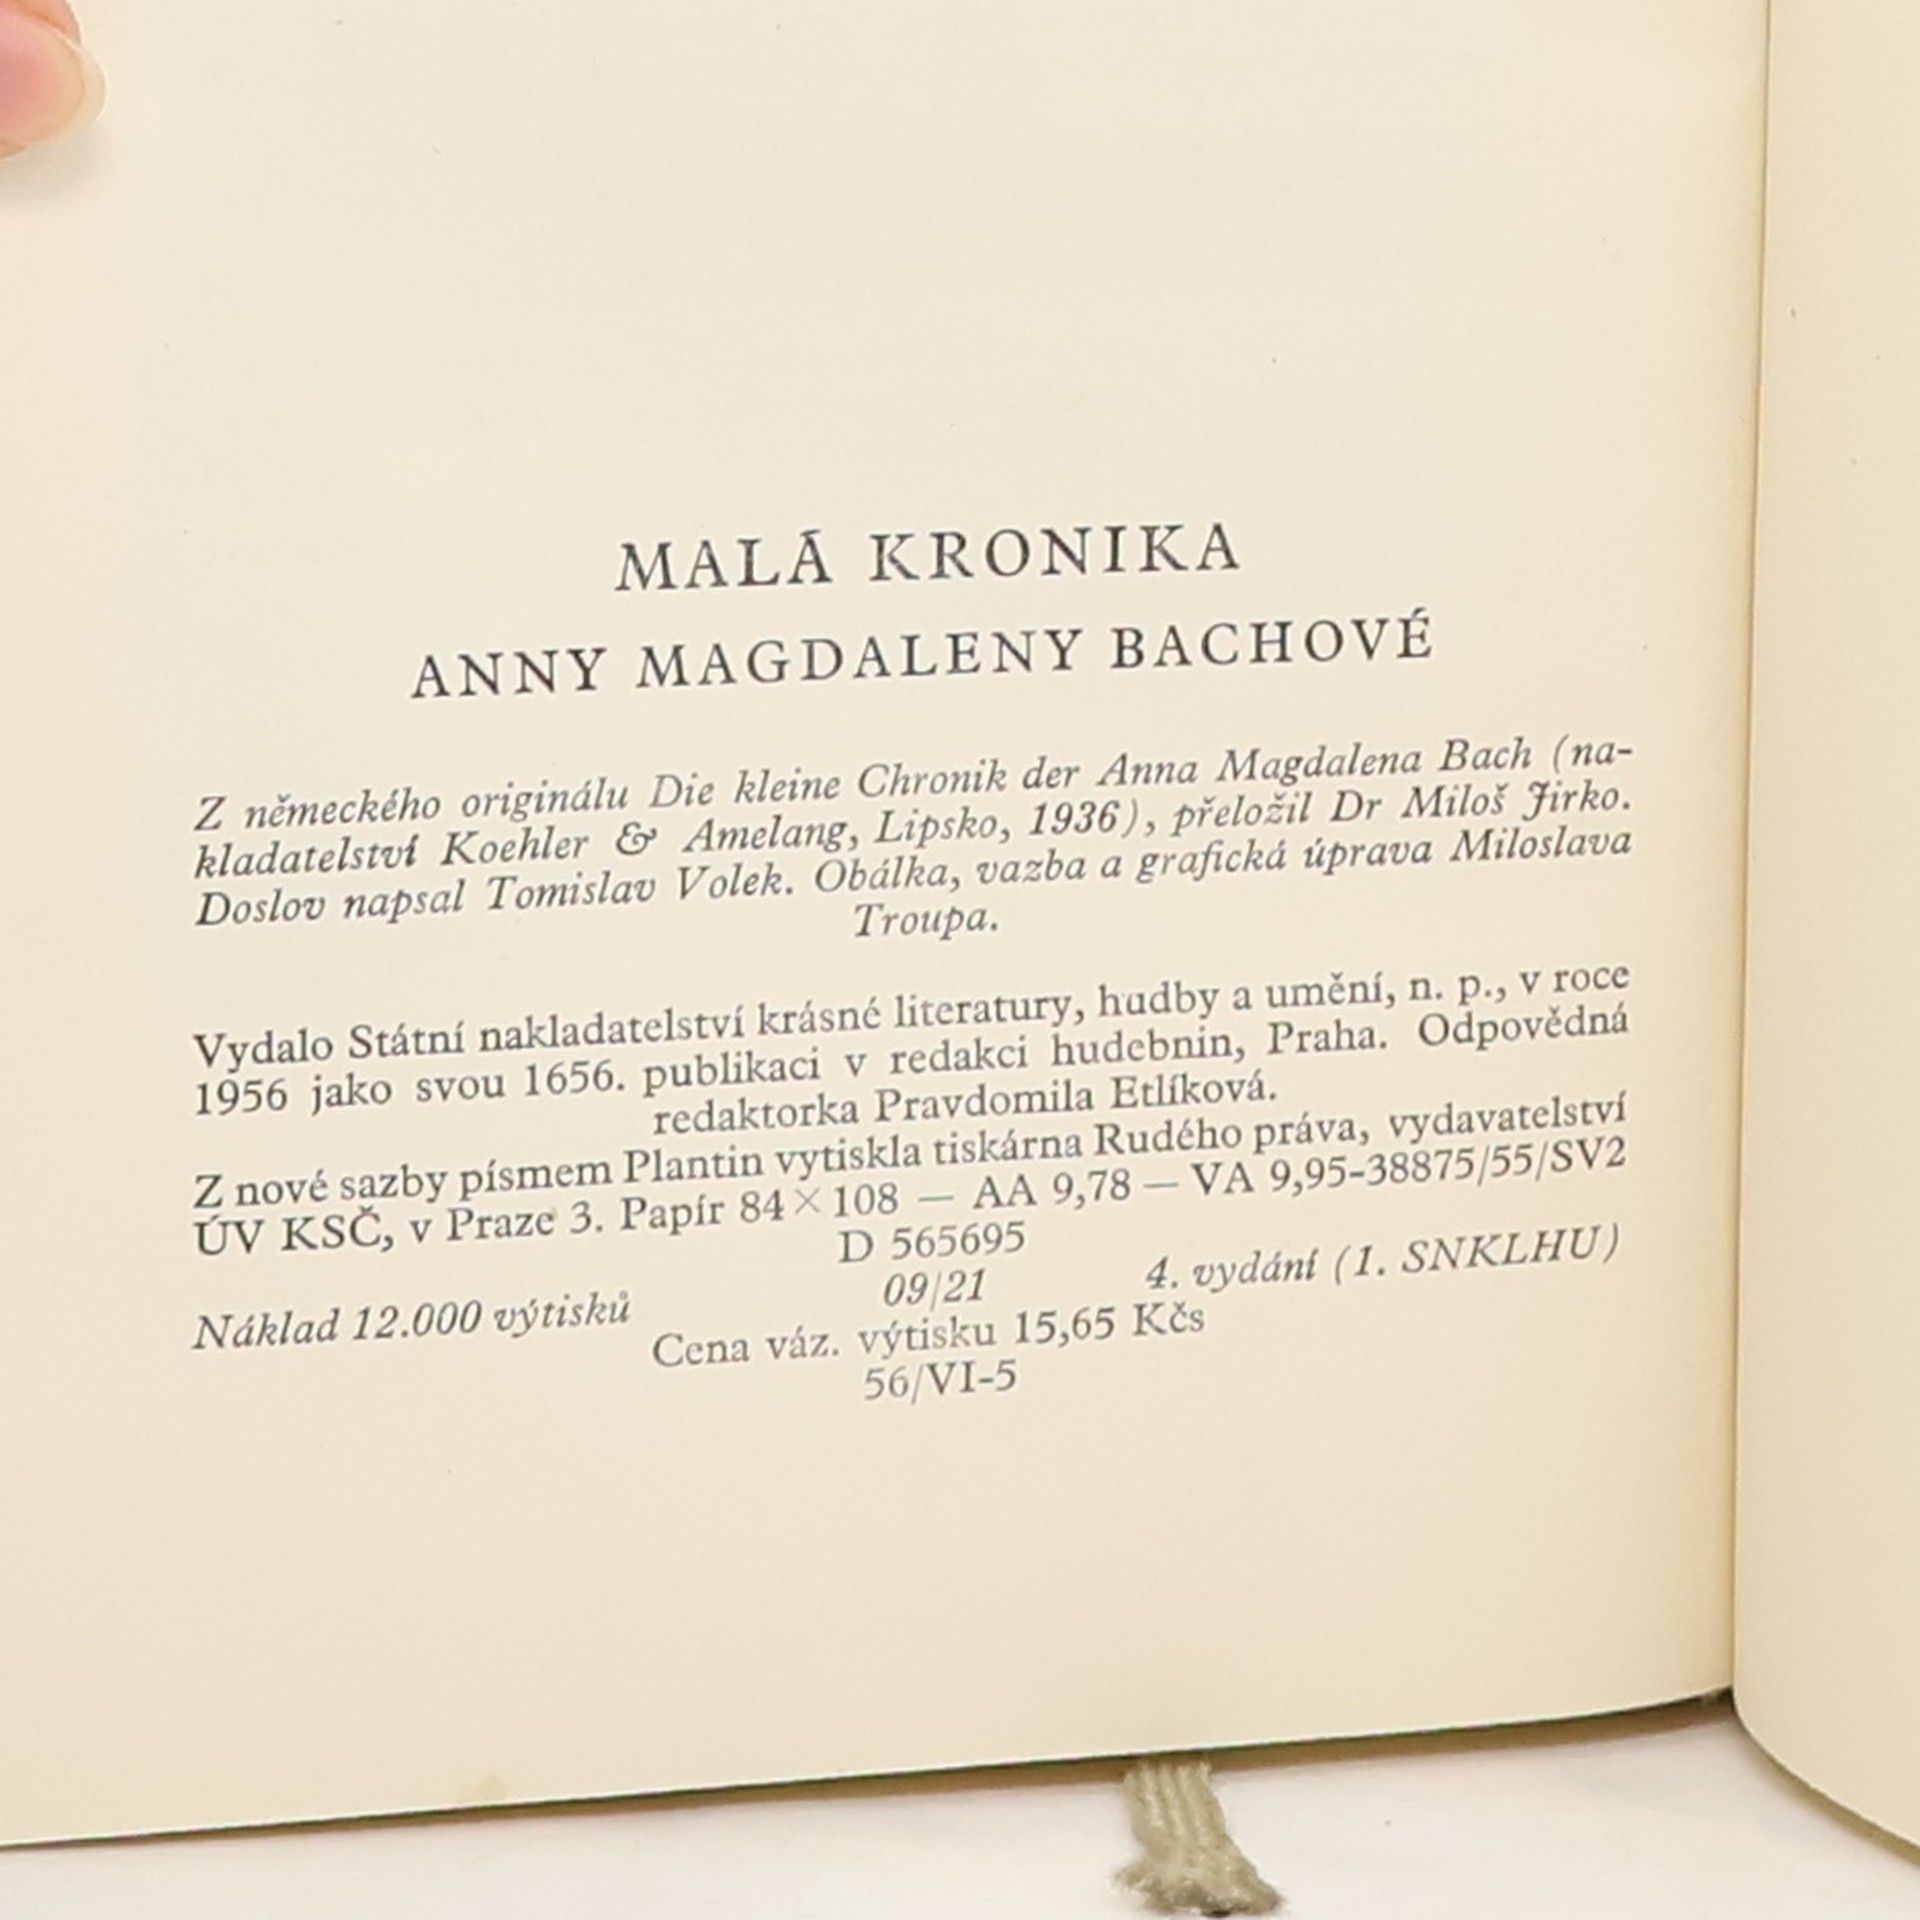 MALÁ KRONIKA
ANNY MAGDALENY BACHOVÉ
Z německého originálu Die kleine Chronik der Anna Magdalena Bach (na-
kladatelství Koehler & Amelang, Lipsko, 1936), přeložil Dr Miloš Jirko.
Doslov napsal Tomislav Volek. Obálka, vazba a grafická úprava Miloslava
Troupa.
Vydalo Státní nakladatelství krásné literatury, hudby a umění, n. p., v roce
1956 jako svou 1656. publikaci v redakci hudebnin, Praha. Odpovědná
redaktorka Pravdomila Etlíková.
Z nové sazby písmem Plantin vytiskla tiskárna Rudého práva, vydavatelství
ÚV KSČ, v Praze 3. Papír 84×108 — AA 9,78 — VA 9,95-38875/55/SV2
D 565695
Náklad 12.000 výtisků 09/21 4. vydání (1. SNKLHU)
Cena váz. výtisku 15,65 Kčs
56/VI-5